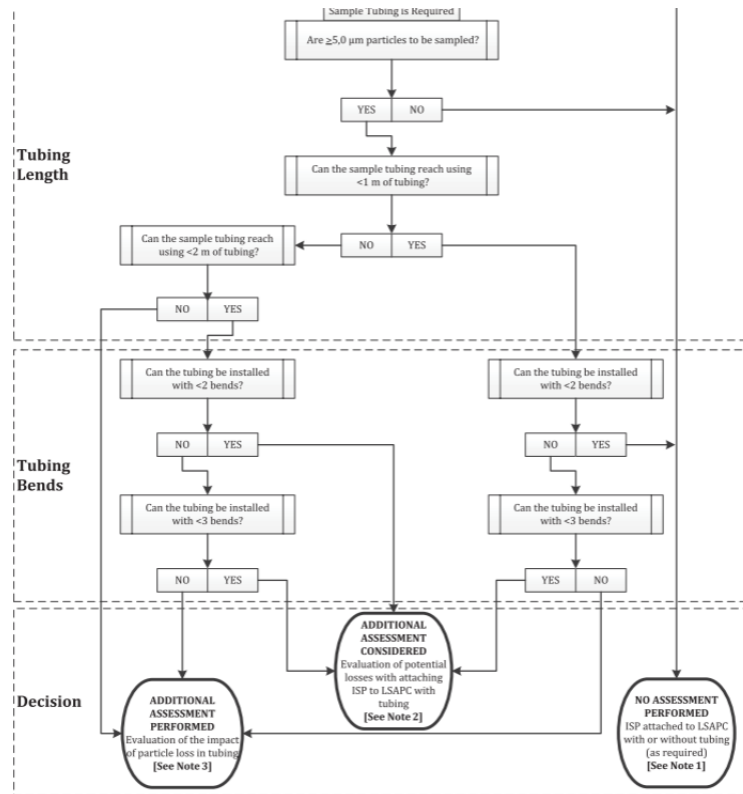 Sample Tubing is Required
Are ≥5,0 µm particles to be sampled?
YES NO
Tubing
Length
Can the sample tubing reach using
<1 m of tubing?
NO YES
Can the sample tubing reach
using <2 m of tubing?
NO YES
Can the tubing be installed
with <2 bends?
Can the tubing be installed
with <2 bends?
NO YES
NO YES
Tubing
Bends
Can the tubing be installed
with <3 bends?
Can the tubing be installed
with <3 bends?
NO YES
YES NO
Decision
ADDITIONAL
ASSESSMENT
CONSIDERED
Evaluation of potential
losses with attaching
ISP to LSAPC with
tubing
[See Note 2]
ADDITIONAL
ASSESSMENT
PERFORMED
Evaluation of the impact
of particle loss in tubing
[See Note 3]
NO ASSESSMENT
PERFORMED
ISP attached to LSAPC
with or without tubing
(as required)
[See Note 1]